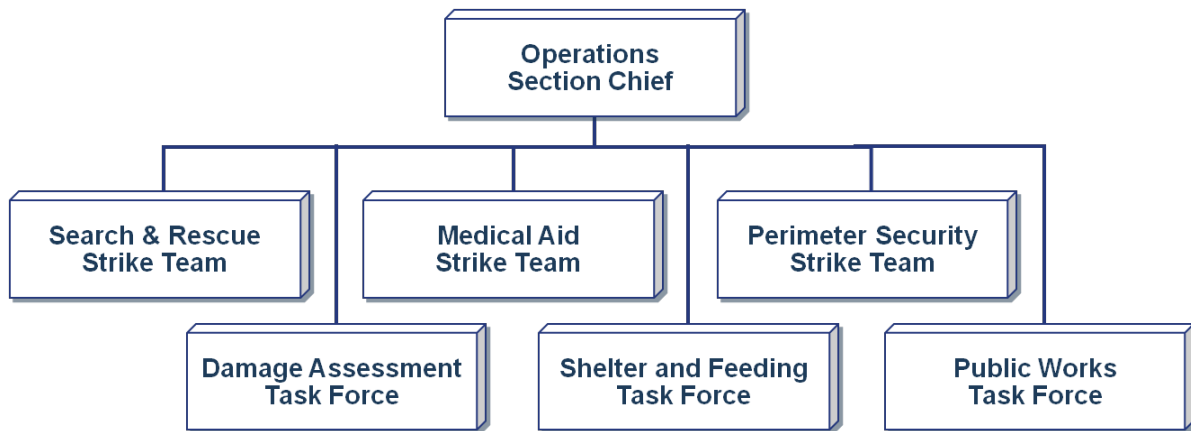 Operations
Section Chief
Search & Rescue
Strike Team
Medical Aid
Strike Team
Perimeter Security
Strike Team
Damage Assessment
Task Force
Shelter and Feeding
Task Force
Public Works
Task Force